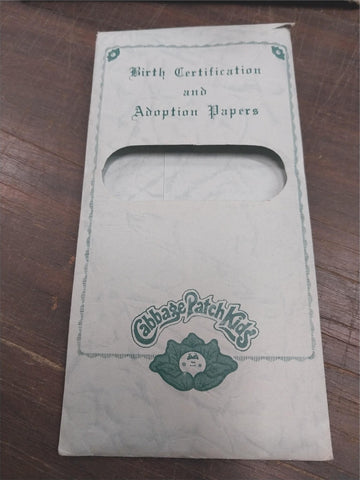 Birth Certification
and
Adoption Papers
Cabbage Patch Kids